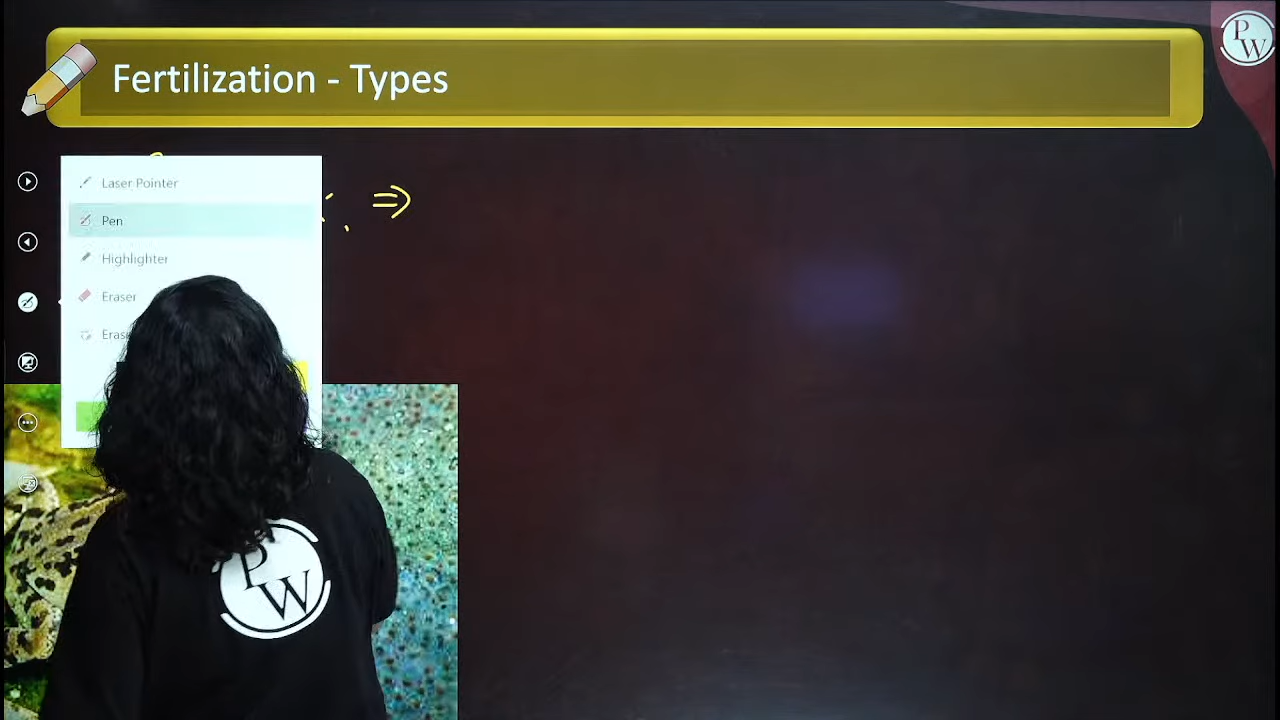 Fertilization - Types
P
W
Laser Pointer
Pen
⇒
Highlighter
Eraser
P
W